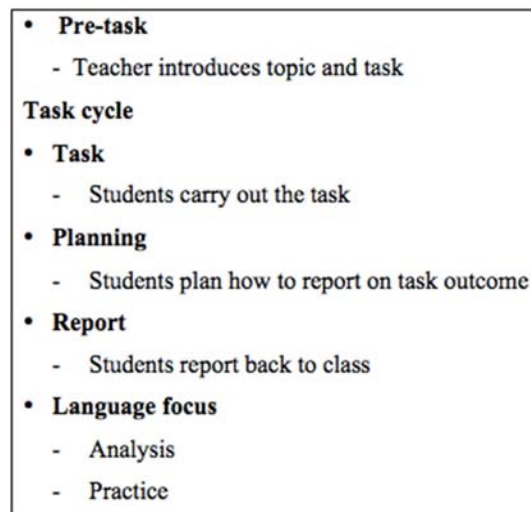 • Pre-task
- Teacher introduces topic and task
Task cycle
• Task
- Students carry out the task
• Planning
- Students plan how to report on task outcome
• Report
- Students report back to class
• Language focus
- Analysis
- Practice